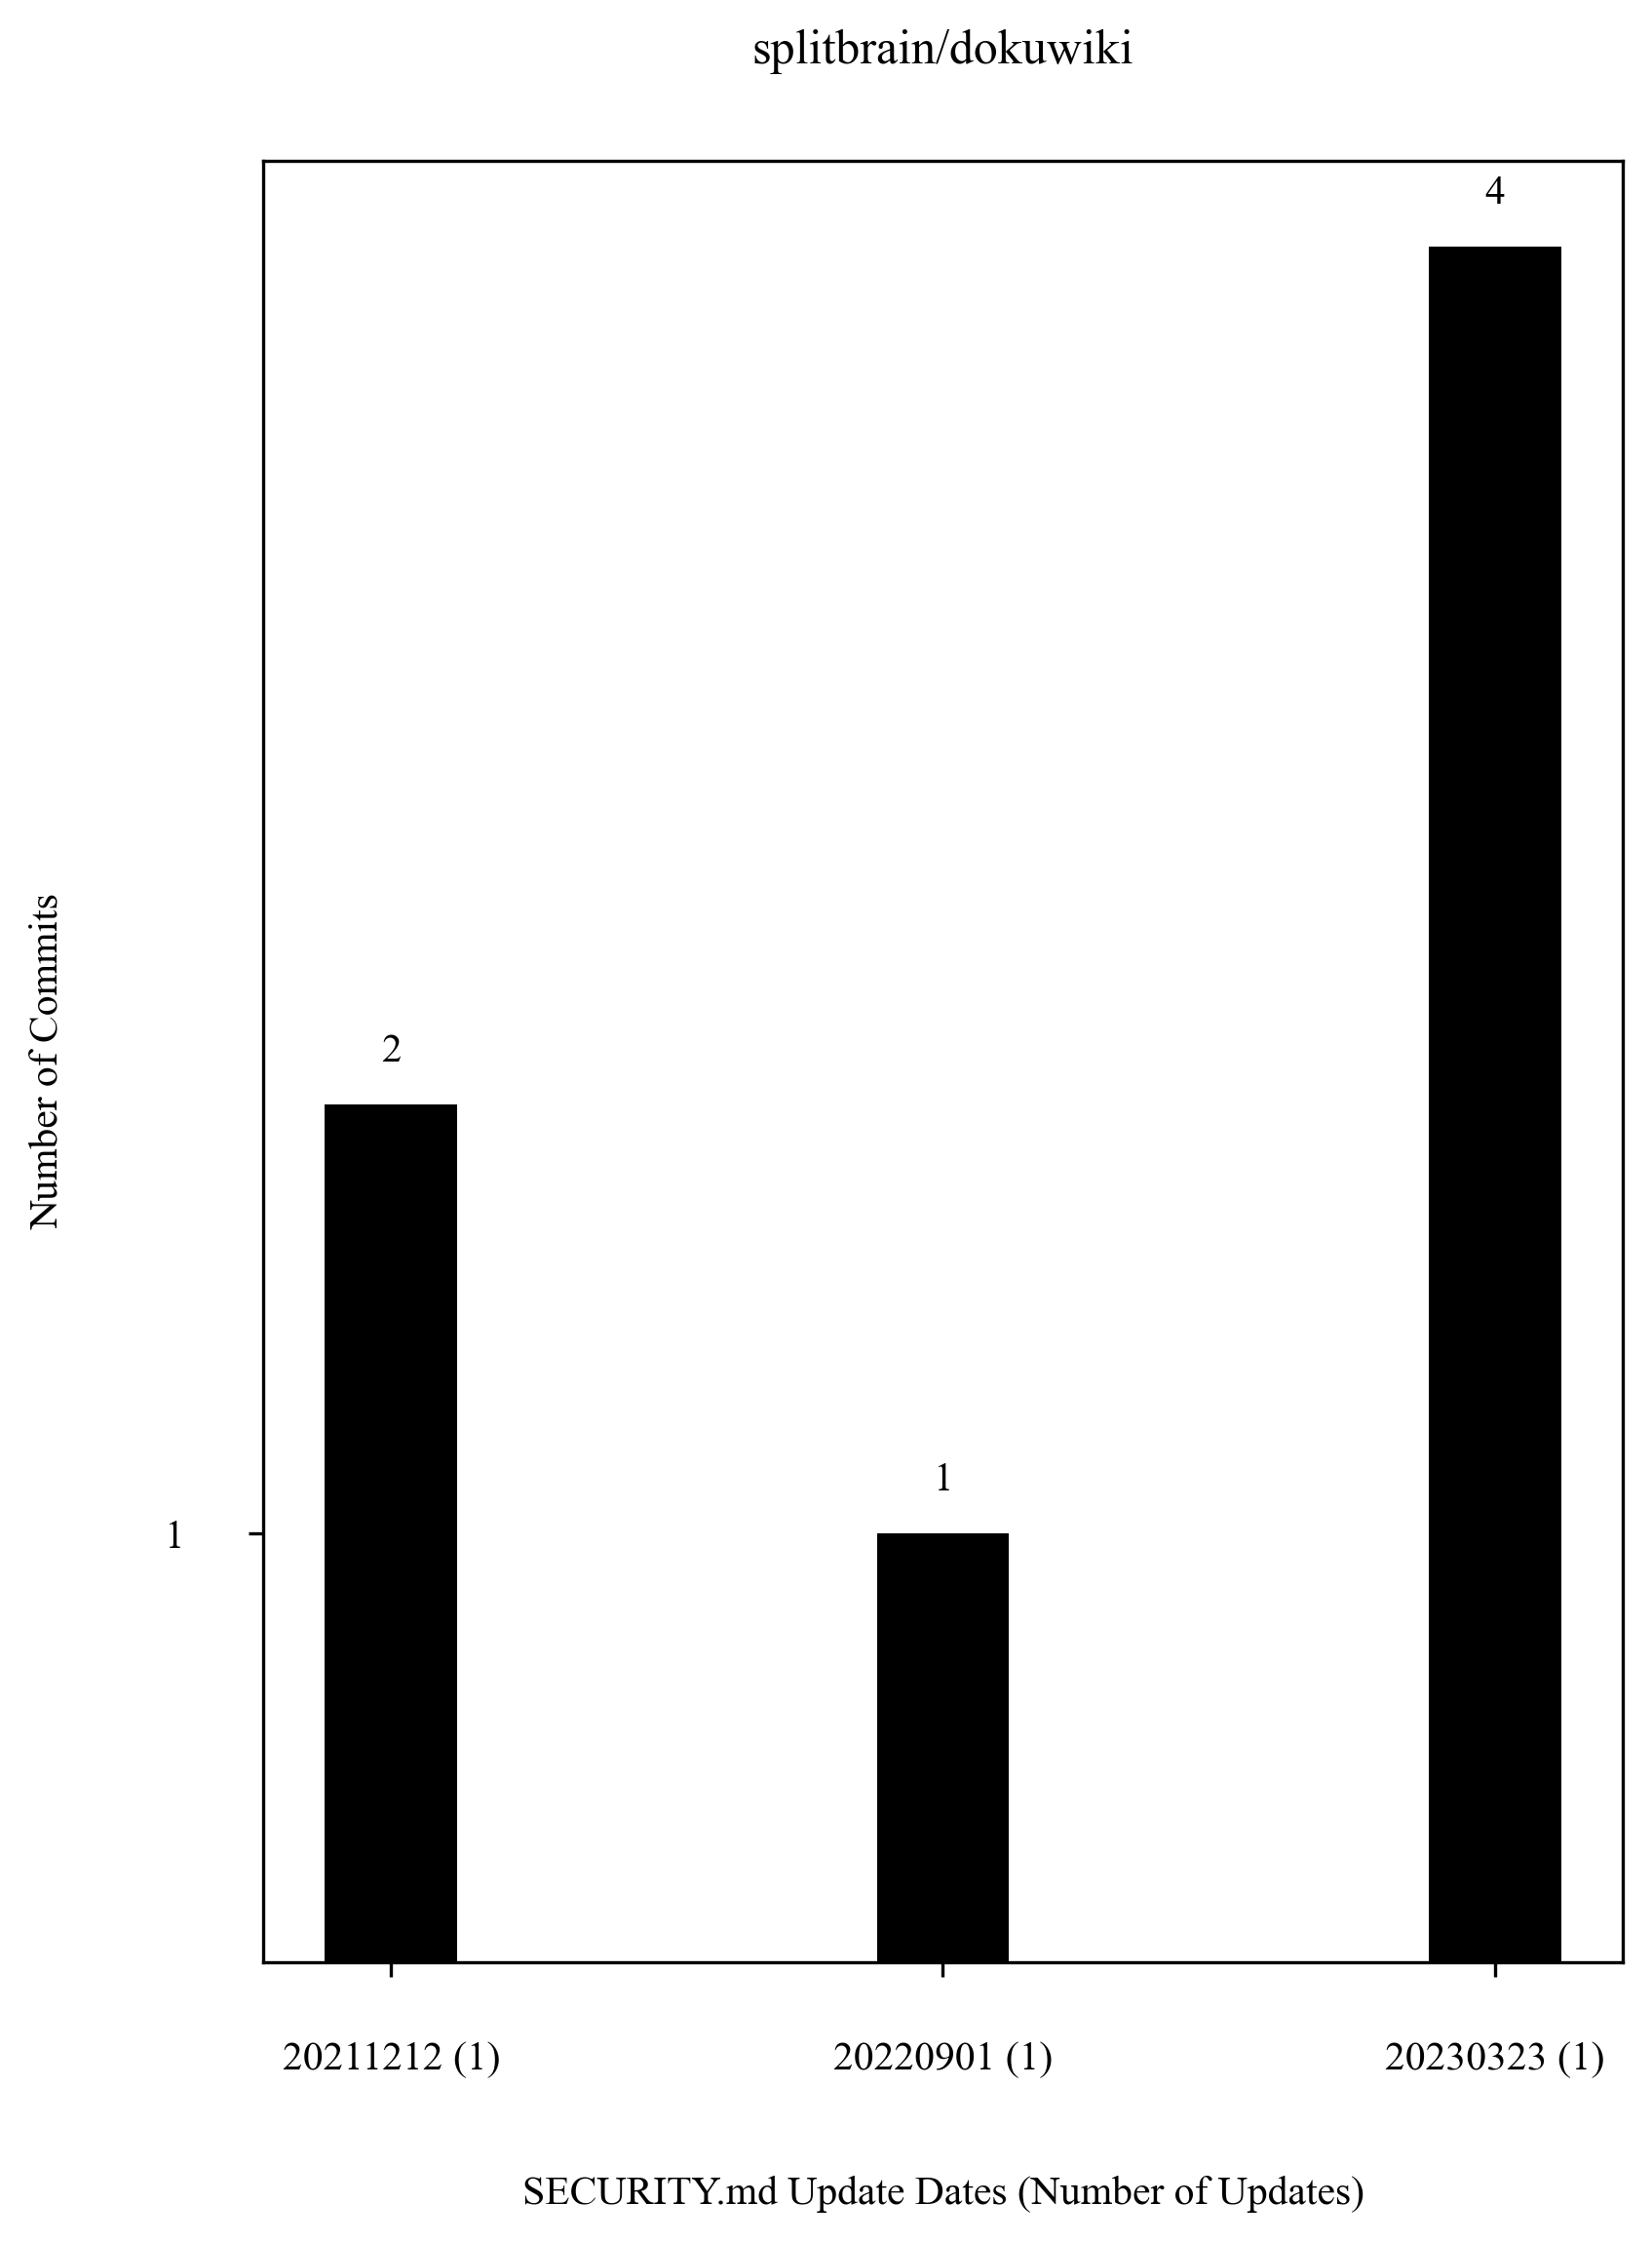 splitbrain/dokuwiki
4
2
1
1
Number of Commits
20211212 (1)
20220901 (1)
20230323 (1)
SECURITY.md Update Dates (Number of Updates)